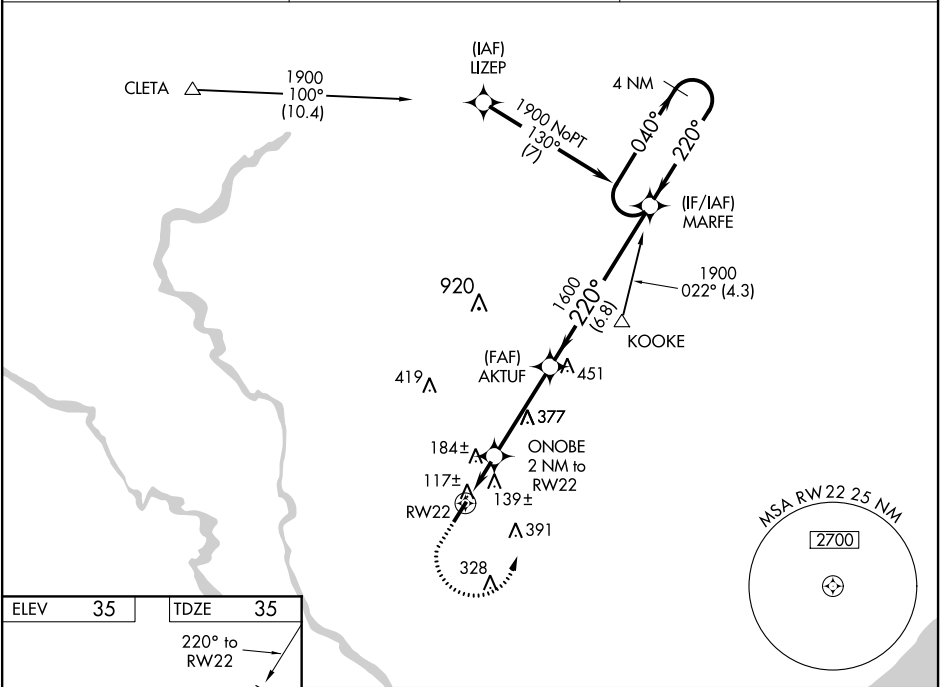 (IAF)
LIZEP
CLETA
1900
100°
(10.4)
1900 NoPT
130°
(7)
4 NM
040°
220°
(IF/IAF)
MARFE
1900
022° (4.3)
KOOKE
1600
220°
(6.8)
920
(FAF)
AKTUF
451
419
377
184±
ONOBE
2 NM to
RW22
117±
139±
RW22
391
328
MSA RW22 25 NM
2700
ELEV 35
TDZE 35
220° to
RW22